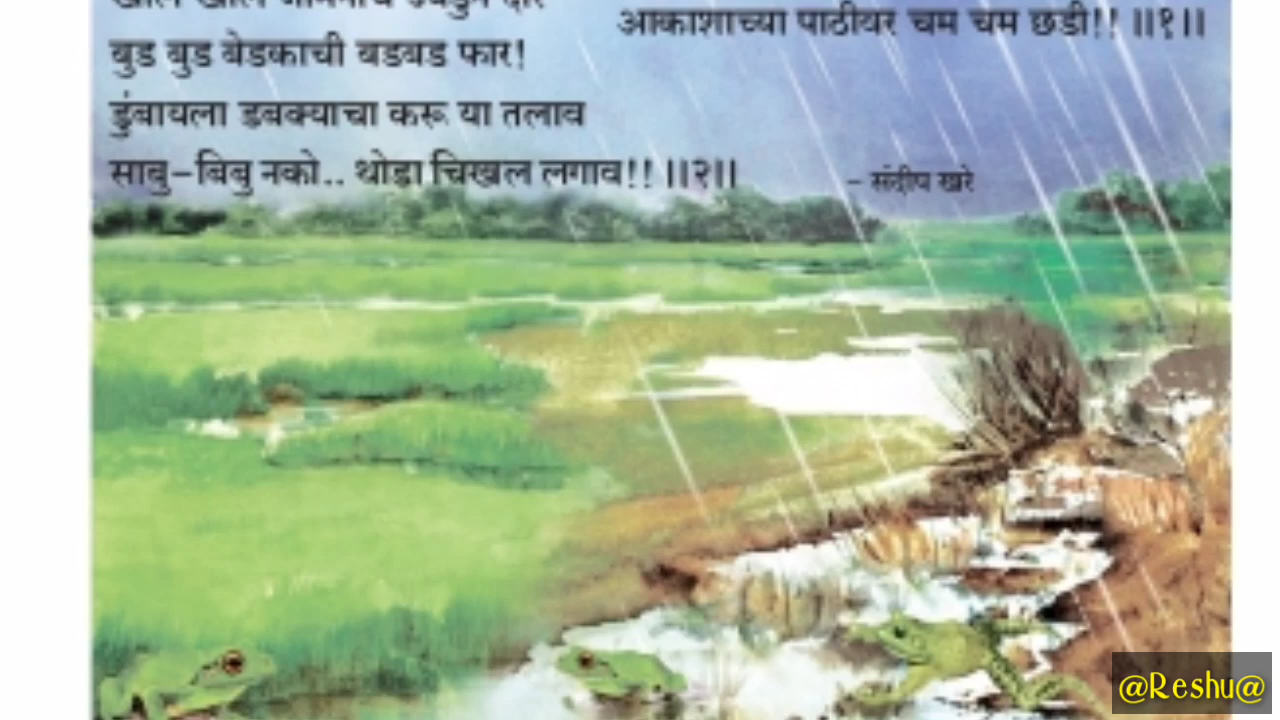 आकाशाच्या पाठीवर चम चम छडी!! ॥१॥
बुड बुड बेडकाची बडबड फार!
डुंबायला डबक्याचा करू या तलाव
साबु-बिबु नको.. थोडा चिखल लगाव!! ॥२॥
- संदीप खरे
@Reshu@